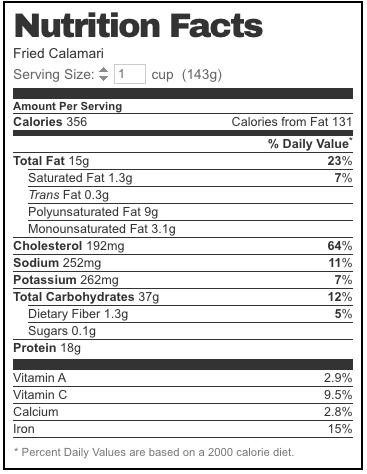 Nutrition Facts
Fried Calamari
Serving Size: 1 cup (143g)
Amount Per Serving
Calories 356 Calories from Fat 131
% Daily Value*
Total Fat 15g 23%
Saturated Fat 1.3g 7%
Trans Fat 0.3g
Polyunsaturated Fat 9g
Monounsaturated Fat 3.1g
Cholesterol 192mg 64%
Sodium 252mg 11%
Potassium 262mg 7%
Total Carbohydrates 37g 12%
Dietary Fiber 1.3g 5%
Sugars 0.1g
Protein 18g
Vitamin A 2.9%
Vitamin C 9.5%
Calcium 2.8%
Iron 15%
* Percent Daily Values are based on a 2000 calorie diet.